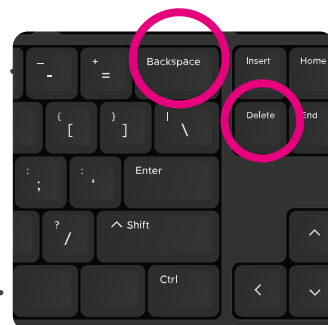 – - + = Backspace Insert Home
{ [ } ] | \ Delete End
: ; : ‘ Enter
? / ^ Shift
Ctrl < ⌄